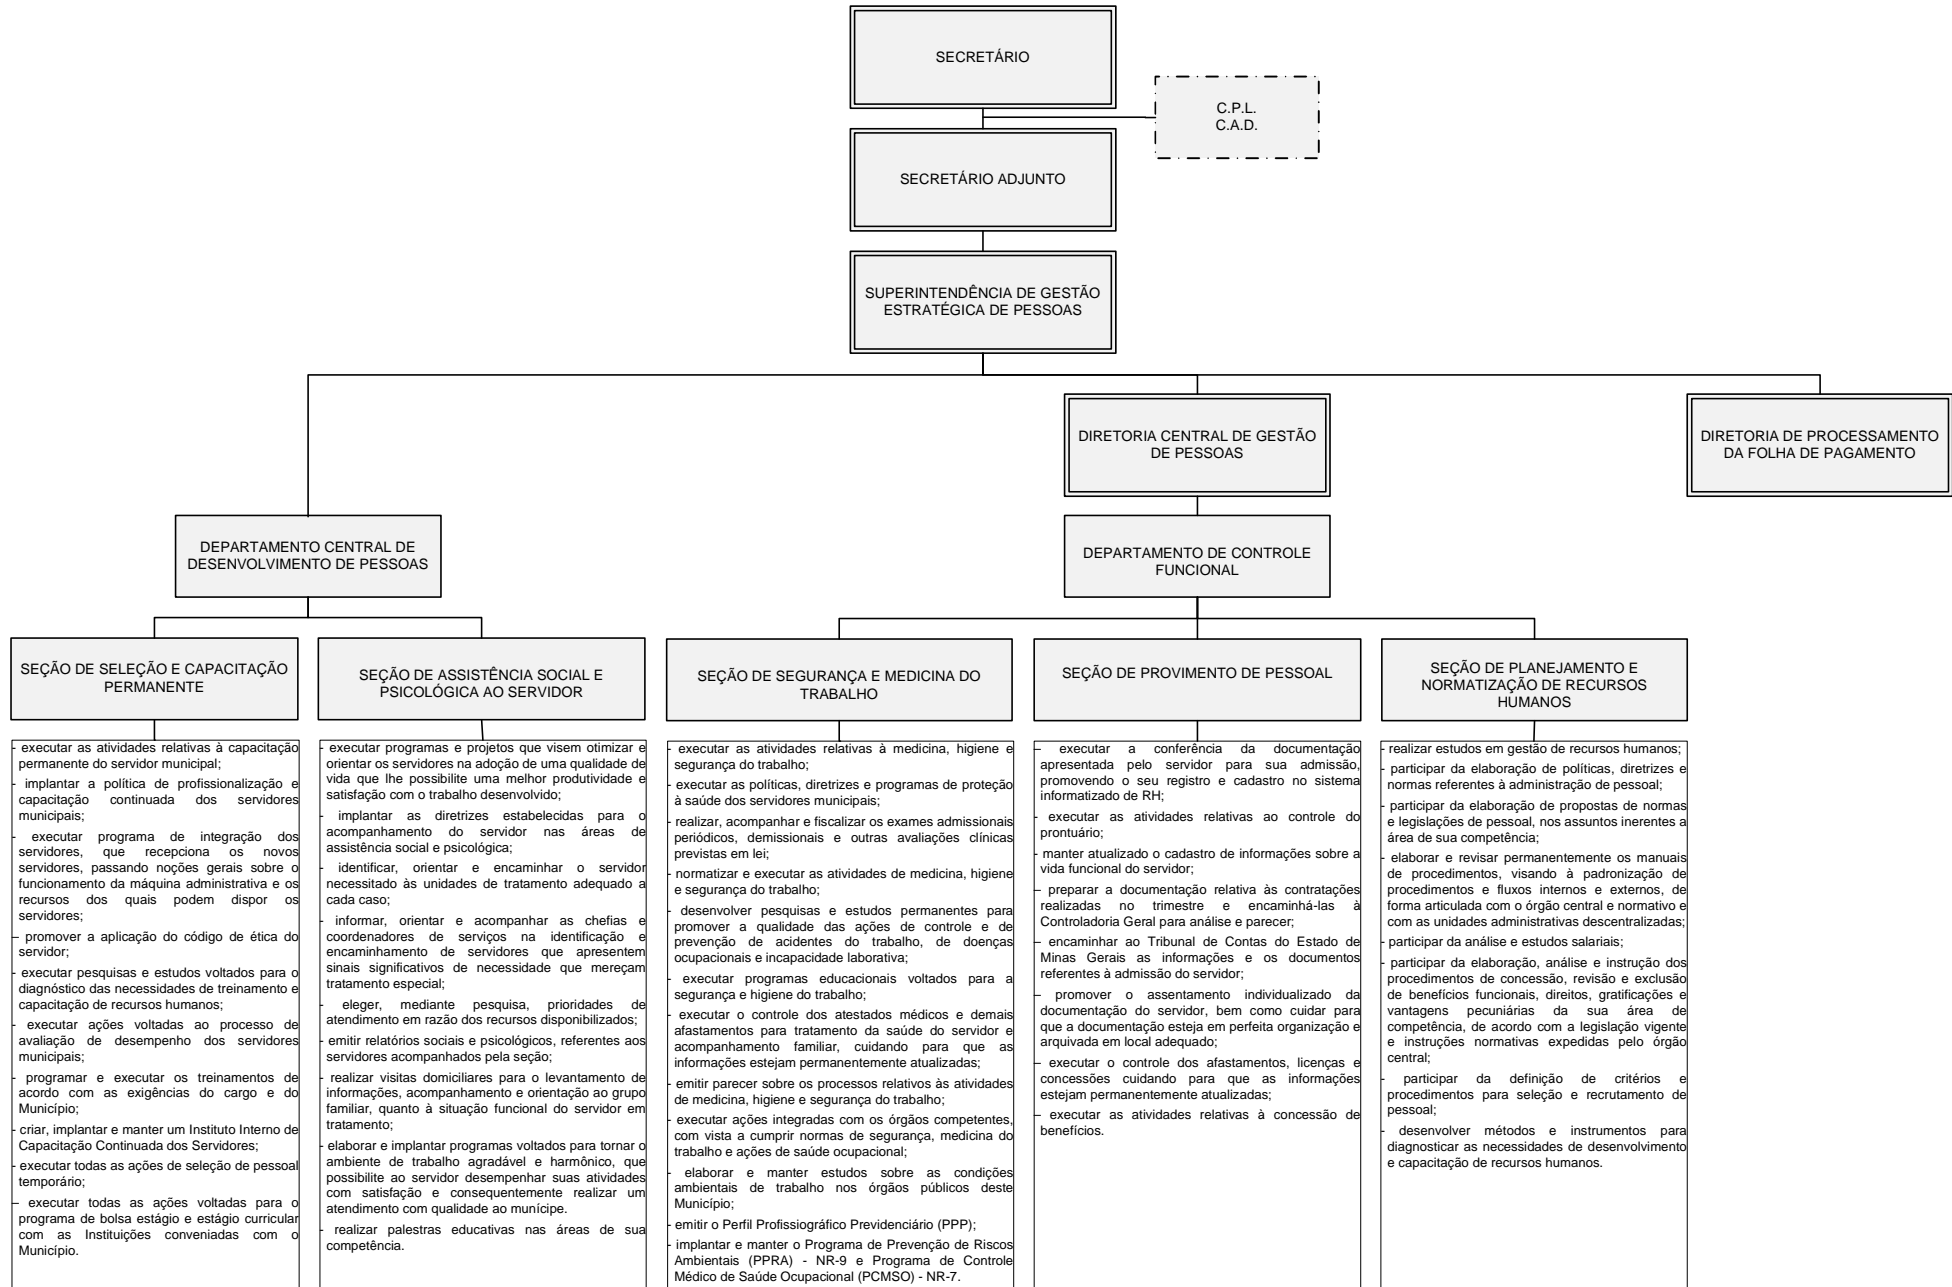 SECRETÁRIO
C.P.L.
C.A.D.
SECRETÁRIO ADJUNTO
SUPERINTENDÊNCIA DE GESTÃO
ESTRATÉGICA DE PESSOAS
DIRETORIA CENTRAL DE GESTÃO
DE PESSOAS
DIRETORIA DE PROCESSAMENTO
DA FOLHA DE PAGAMENTO
DEPARTAMENTO CENTRAL DE
DESENVOLVIMENTO DE PESSOAS
DEPARTAMENTO DE CONTROLE
FUNCIONAL
SEÇÃO DE SELEÇÃO E CAPACITAÇÃO
PERMANENTE
SEÇÃO DE ASSISTÊNCIA SOCIAL E
PSICOLÓGICA AO SERVIDOR
SEÇÃO DE SEGURANÇA E MEDICINA DO
TRABALHO
SEÇÃO DE PROVIMENTO DE PESSOAL
SEÇÃO DE PLANEJAMENTO E
NORMATIZAÇÃO DE RECURSOS
HUMANOS
- executar as atividades relativas à capacitação
permanente do servidor municipal;
- implantar a política de profissionalização e
capacitação continuada dos servidores
municipais;
- executar programa de integração dos
servidores, que recepciona os novos
servidores, passando noções gerais sobre o
funcionamento da máquina administrativa e os
recursos dos quais podem dispor os
servidores;
- promover a aplicação do código de ética do
servidor;
- executar pesquisas e estudos voltados para o
diagnóstico das necessidades de treinamento e
capacitação de recursos humanos;
- executar ações voltadas ao processo de
avaliação de desempenho dos servidores
municipais;
- programar e executar os treinamentos de
acordo com as exigências do cargo e do
Município;
- criar, implantar e manter um Instituto Interno de
Capacitação Continuada dos Servidores;
- executar todas as ações de seleção de pessoal
temporário;
- executar todas as ações voltadas para o
programa de bolsa estágio e estágio curricular
com as Instituições conveniadas com o
Município.
- executar programas e projetos que visem otimizar e
orientar os servidores na adoção de uma qualidade de
vida que lhe possibilite uma melhor produtividade e
satisfação com o trabalho desenvolvido;
- implantar as diretrizes estabelecidas para o
acompanhamento do servidor nas áreas de
assistência social e psicológica;
- identificar, orientar e encaminhar o servidor
necessitado às unidades de tratamento adequado a
cada caso;
- informar, orientar e acompanhar as chefias e
coordenadores de serviços na identificação e
encaminhamento de servidores que apresentem
sinais significativos de necessidade que mereçam
tratamento especial;
- eleger, mediante pesquisa, prioridades de
atendimento em razão dos recursos disponibilizados;
- emitir relatórios sociais e psicológicos, referentes aos
servidores acompanhados pela seção;
- realizar visitas domiciliares para o levantamento de
informações, acompanhamento e orientação ao grupo
familiar, quanto à situação funcional do servidor em
tratamento;
- elaborar e implantar programas voltados para tornar o
ambiente de trabalho agradável e harmônico, que
possibilite ao servidor desempenhar suas atividades
com satisfação e consequentemente realizar um
atendimento com qualidade ao munícipe.
- realizar palestras educativas nas áreas de sua
competência.
- executar as atividades relativas à medicina, higiene e
segurança do trabalho;
- executar as políticas, diretrizes e programas de proteção
à saúde dos servidores municipais;
- realizar, acompanhar e fiscalizar os exames admissionais
periódicos, demissionais e outras avaliações clínicas
previstas em lei;
- normatizar e executar as atividades de medicina, higiene
e segurança do trabalho;
- desenvolver pesquisas e estudos permanentes para
promover a qualidade das ações de controle e de
prevenção de acidentes do trabalho, de doenças
ocupacionais e incapacidade laborativa;
- executar programas educacionais voltados para a
segurança e higiene do trabalho;
- executar o controle dos atestados médicos e demais
afastamentos para tratamento da saúde do servidor e
acompanhamento familiar, cuidando para que as
informações estejam permanentemente atualizadas;
- emitir parecer sobre os processos relativos às atividades
de medicina, higiene e segurança do trabalho;
- executar ações integradas com os órgãos competentes,
com vista a cumprir normas de segurança, medicina do
trabalho e ações de saúde ocupacional;
- elaborar e manter estudos sobre as condições
ambientais de trabalho nos órgãos públicos deste
Município;
- emitir o Perfil Profissiográfico Previdenciário (PPP);
- implantar e manter o Programa de Prevenção de Riscos
Ambientais (PPRA) - NR-9 e Programa de Controle
Médico de Saúde Ocupacional (PCMSO) - NR-7.
- executar a conferência da documentação
apresentada pelo servidor para sua admissão,
promovendo o seu registro e cadastro no sistema
informatizado de RH;
- executar as atividades relativas ao controle do
prontuário;
- manter atualizado o cadastro de informações sobre a
vida funcional do servidor;
- preparar a documentação relativa às contratações
realizadas no trimestre e encaminhá-las à
Controladoria Geral para análise e parecer;
- encaminhar ao Tribunal de Contas do Estado de
Minas Gerais as informações e os documentos
referentes à admissão do servidor;
- promover o assentamento individualizado da
documentação do servidor, bem como cuidar para
que a documentação esteja em perfeita organização e
arquivada em local adequado;
- executar o controle dos afastamentos, licenças e
concessões cuidando para que as informações
estejam permanentemente atualizadas;
- executar as atividades relativas à concessão de
benefícios.
- realizar estudos em gestão de recursos humanos;
- participar da elaboração de políticas, diretrizes e
normas referentes à administração de pessoal;
- participar da elaboração de propostas de normas
e legislações de pessoal, nos assuntos inerentes a
área de sua competência;
- elaborar e revisar permanentemente os manuais
de procedimentos, visando à padronização de
procedimentos e fluxos internos e externos, de
forma articulada com o órgão central e normativo e
com as unidades administrativas descentralizadas;
- participar da análise e estudos salariais;
- participar da elaboração, análise e instrução dos
procedimentos de concessão, revisão e exclusão
de benefícios funcionais, direitos, gratificações e
vantagens pecuniárias da sua área de
competência, de acordo com a legislação vigente
e instruções normativas expedidas pelo órgão
central;
- participar da definição de critérios e
procedimentos para seleção e recrutamento de
pessoal;
- desenvolver métodos e instrumentos para
diagnosticar as necessidades de desenvolvimento
e capacitação de recursos humanos.